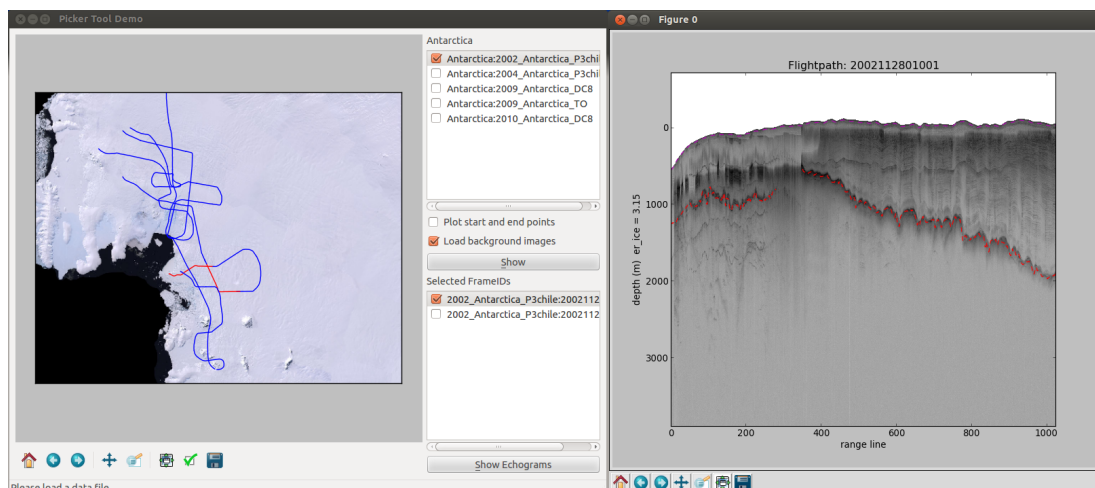 Picker Tool Demo
Antarctica
Antarctica:2002_Antarctica_P3chil
Antarctica:2004_Antarctica_P3chil
Antarctica:2009_Antarctica_DC8
Antarctica:2009_Antarctica_TO
Antarctica:2010_Antarctica_DC8
Plot start and end points
Load background images
Show
Selected FrameIDs
2002_Antarctica_P3chile:2002112
2002_Antarctica_P3chile:2002112
Show Echograms
Please load a data file
Figure 0
Flightpath: 2002112801001
depth (m) er_ice = 3.15
0
1000
2000
3000
0 200 400 600 800 1000
range line